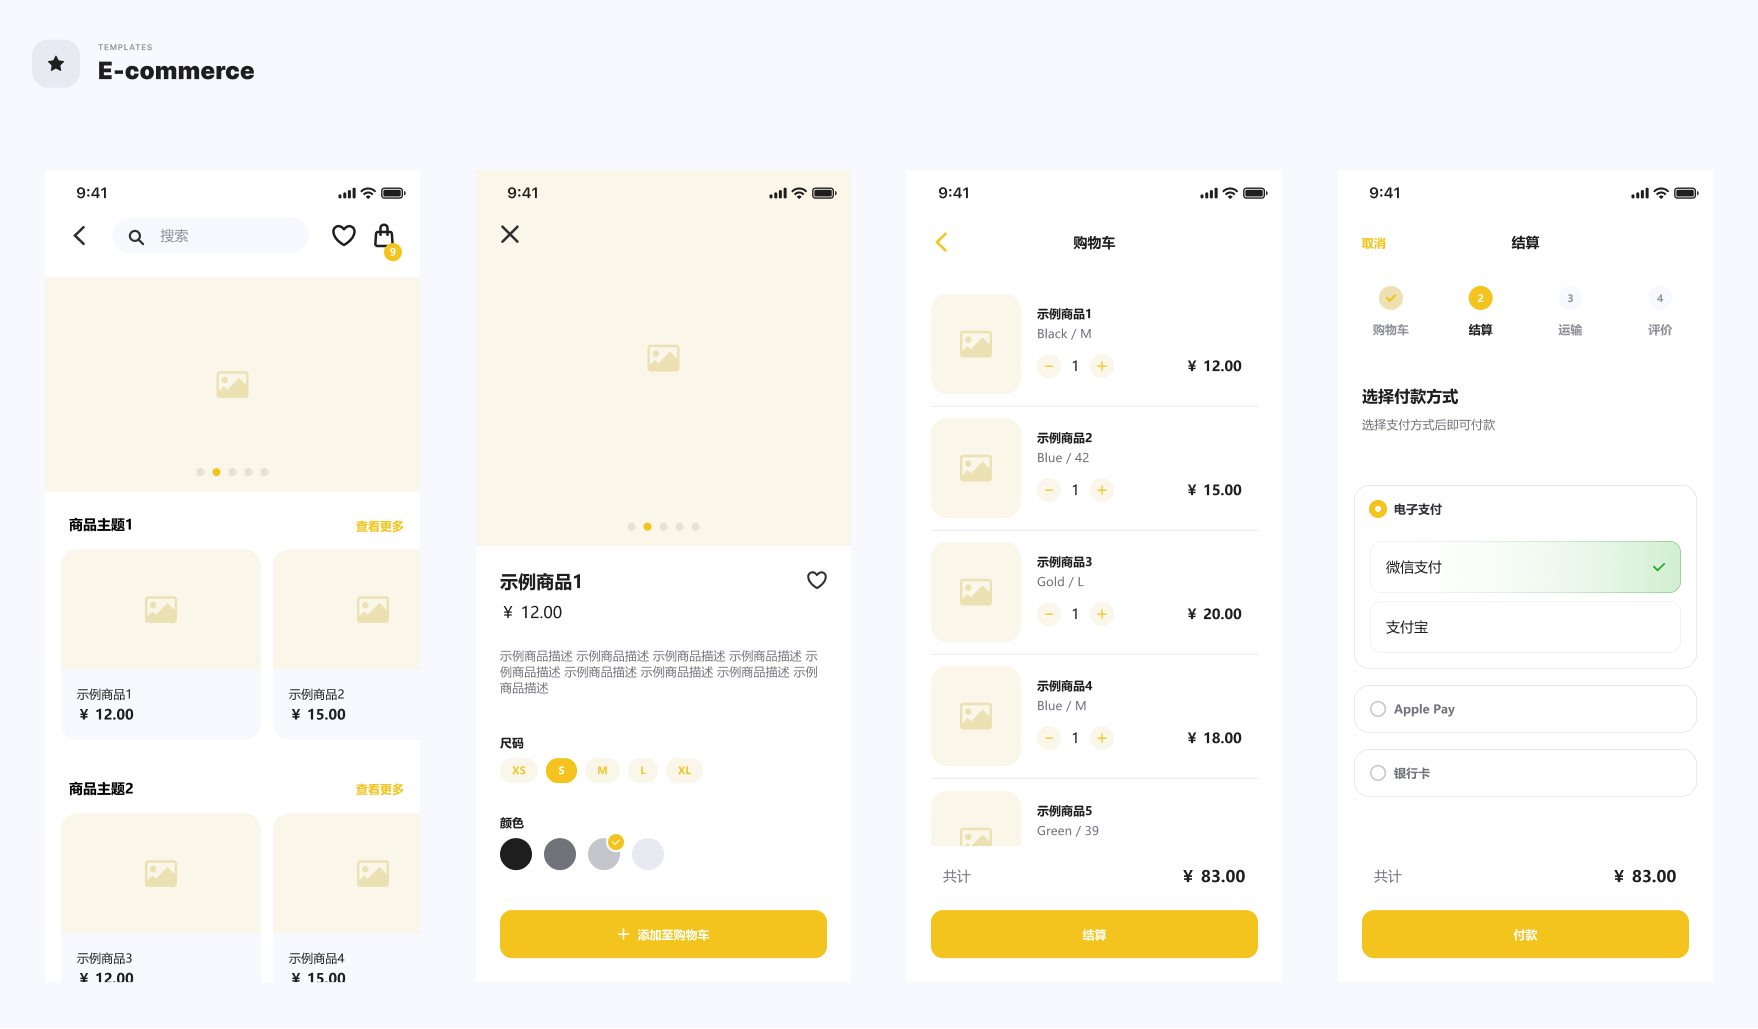 TEMPLATES
E-commerce
9:41
搜索
9
商品主题1
查看更多
示例商品1
¥ 12.00
示例商品2
¥ 15.00
商品主题2
查看更多
示例商品3
¥ 12.00
示例商品4
¥ 15.00
9:41
示例商品1
¥ 12.00
示例商品描述 示例商品描述 示例商品描述 示例商品描述 示
例商品描述 示例商品描述 示例商品描述 示例商品描述 示例
商品描述
尺码
XS S M L XL
颜色
+ 添加至购物车
9:41
购物车
示例商品1
Black / M
1
¥ 12.00
示例商品2
Blue / 42
1
¥ 15.00
示例商品3
Gold / L
1
¥ 20.00
示例商品4
Blue / M
1
¥ 18.00
示例商品5
Green / 39
共计
¥ 83.00
结算
9:41
取消
结算
2 3 4
购物车 结算 运输 评价
选择付款方式
选择支付方式后即可付款
电子支付
微信支付
支付宝
Apple Pay
银行卡
共计
¥ 83.00
付款